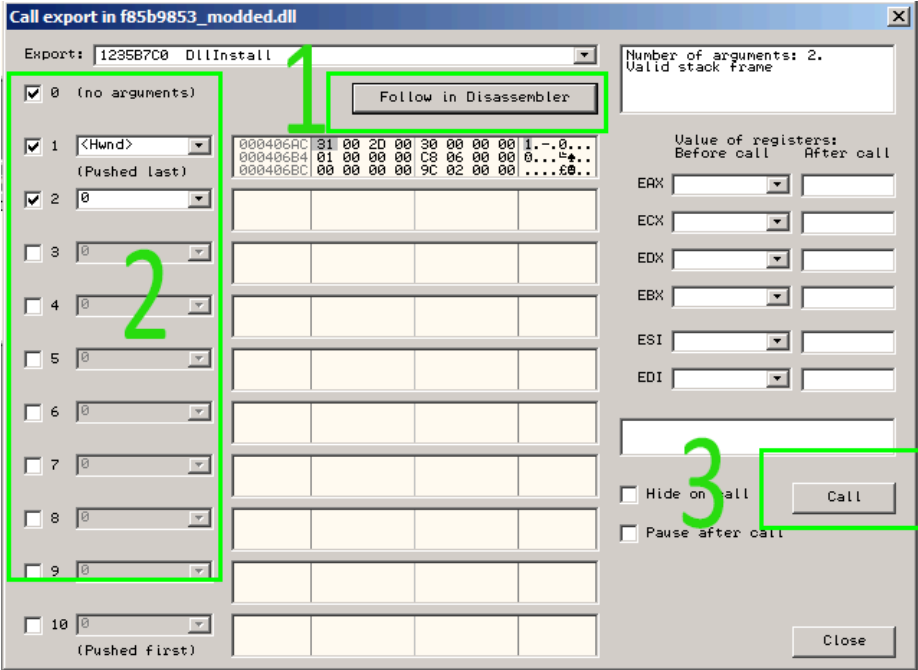 Call export in f85b9853_modded.dll
Export: 1235B7C0 DllInstall
1
Follow in Disassembler
0 (no arguments)
1 <Hwnd>
(Pushed last)
000406AC 31 00 2D 00 30 00 00 00 1.-.0...
000406B4 01 00 00 00 C8 06 00 00
000406BC 00 00 00 00 9C 02 00 00
2 0
2
3 0
4 0
5 0
6 0
7 0
8 0
9 0
10 0
(Pushed first)
Number of arguments: 2.
Valid stack frame
Value of registers:
Before call After call
EAX
ECX
EDX
EBX
ESI
EDI
3
Hide on call
Call
Pause after call
Close